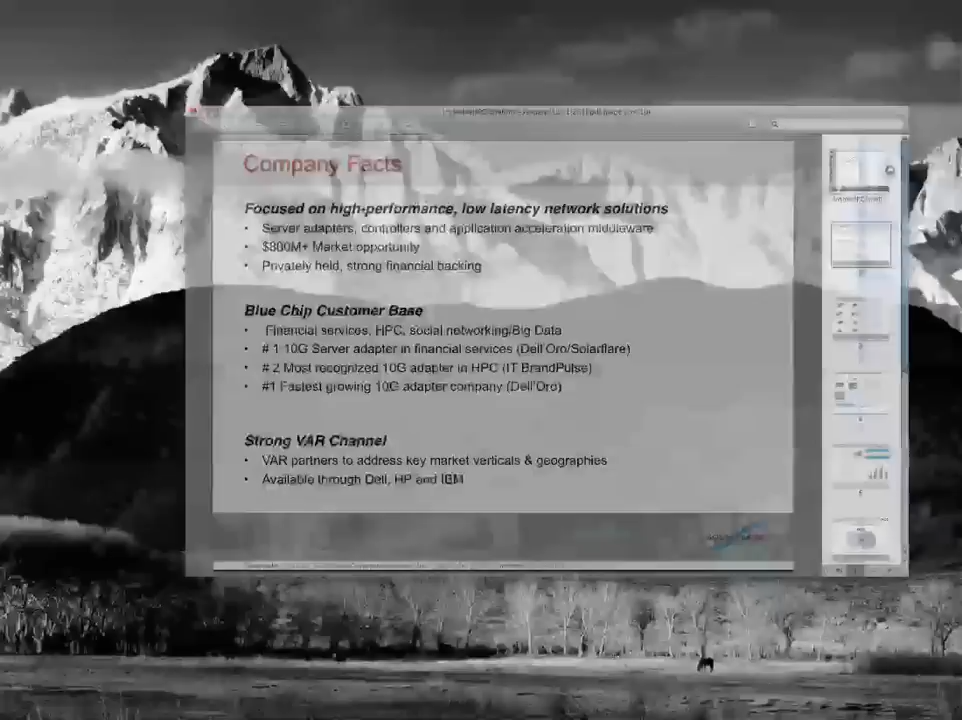 Company Facts
Focused on high-performance, low latency network solutions
• Server adapters, controllers and application acceleration middleware
• $800M+ Market opportunity
• Privately held, strong financial backing
Blue Chip Customer Base
• Financial services, HPC, social networking/Big Data
• # 1 10G Server adapter in financial services (Dell'Oro/Solarflare)
• # 2 Most recognized 10G adapter in HPC (IT BrandPulse)
• #1 Fastest growing 10G adapter company (Dell'Oro)
Strong VAR Channel
• VAR partners to address key market verticals & geographies
• Available through Dell, HP and IBM